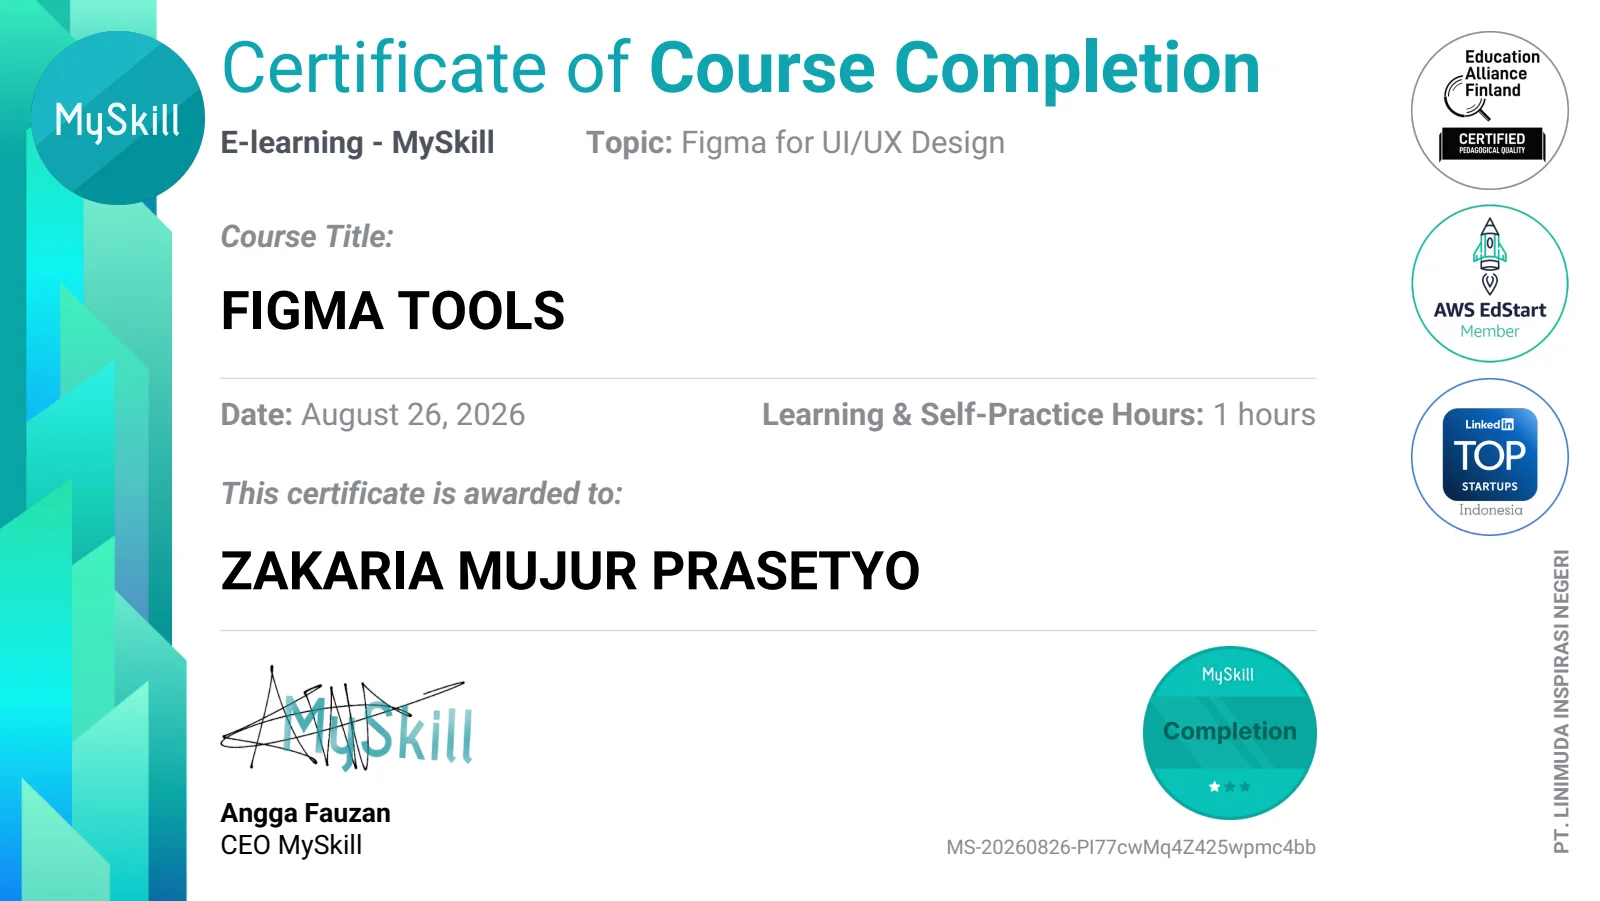 MySkill
Certificate of Course Completion
E-learning - MySkill
Topic: Figma for UI/UX Design
Course Title:
FIGMA TOOLS
Date: August 26, 2026
Learning & Self-Practice Hours: 1 hours
This certificate is awarded to:
ZAKARIA MUJUR PRASETYO
MySkill
Angga Fauzan
CEO MySkill
MySkill
Completion
MS-20260826-PI77cwMq4Z425wpmc4bb
Education
Alliance
Finland
CERTIFIED
PEDAGOGICAL QUALITY
AWS EdStart
Member
Linked in
TOP
STARTUPS
Indonesia
PT. LINIMUDA INSPIRASI NEGERI